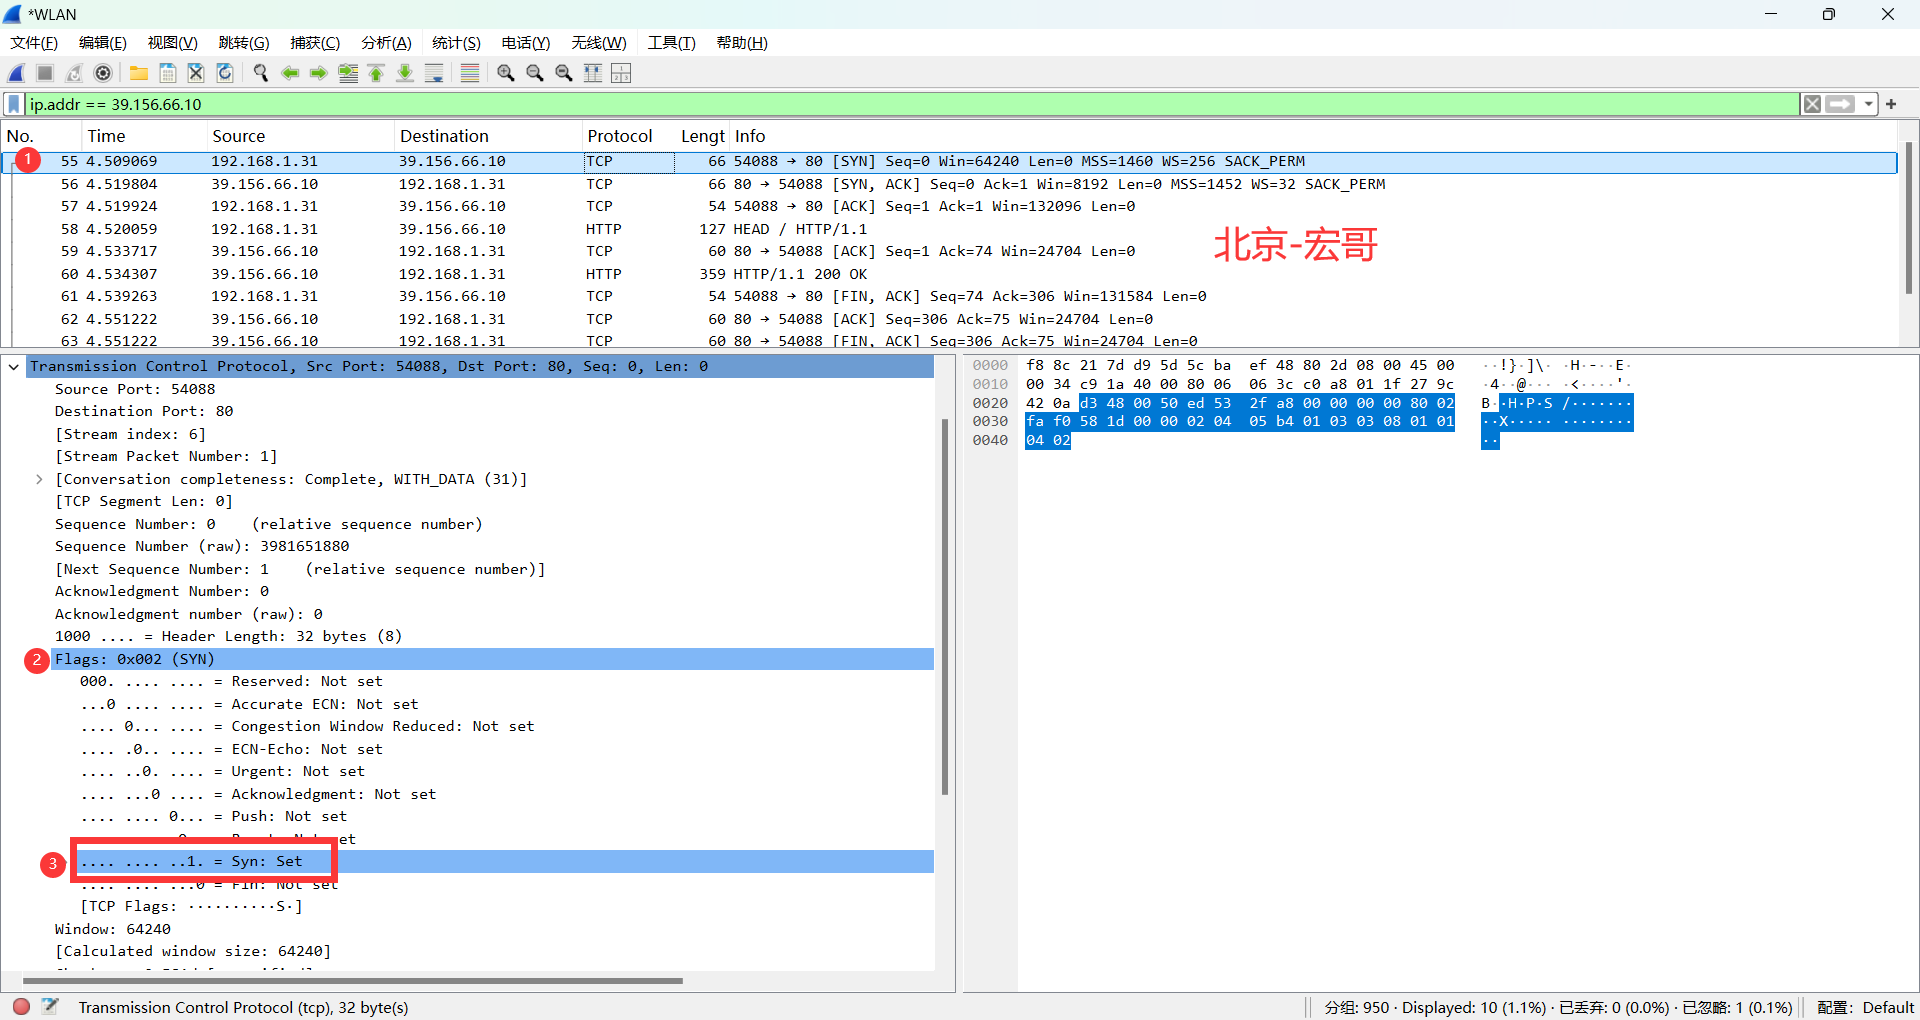 *WLAN
文件(F) 编辑(E) 视图(V) 跳转(G) 捕获(C) 分析(A) 统计(S) 电话(Y) 无线(W) 工具(T) 帮助(H)
ip.addr == 39.156.66.10
No. Time Source Destination Protocol Lengt Info
1 55 4.509069 192.168.1.31 39.156.66.10 TCP 66 54088 → 80 [SYN] Seq=0 Win=64240 Len=0 MSS=1460 WS=256 SACK_PERM
56 4.519804 39.156.66.10 192.168.1.31 TCP 66 80 → 54088 [SYN, ACK] Seq=0 Ack=1 Win=8192 Len=0 MSS=1452 WS=32 SACK_PERM
57 4.519924 192.168.1.31 39.156.66.10 TCP 54 54088 → 80 [ACK] Seq=1 Ack=1 Win=132096 Len=0
58 4.520059 192.168.1.31 39.156.66.10 HTTP 127 HEAD / HTTP/1.1
59 4.533717 39.156.66.10 192.168.1.31 TCP 60 80 → 54088 [ACK] Seq=1 Ack=74 Win=24704 Len=0
60 4.534307 39.156.66.10 192.168.1.31 HTTP 359 HTTP/1.1 200 OK
61 4.539263 192.168.1.31 39.156.66.10 TCP 54 54088 → 80 [FIN, ACK] Seq=74 Ack=306 Win=131584 Len=0
62 4.551222 39.156.66.10 192.168.1.31 TCP 60 80 → 54088 [ACK] Seq=306 Ack=75 Win=24704 Len=0
63 4.551222 39.156.66.10 192.168.1.31 TCP 60 80 → 54088 [FIN, ACK] Seq=306 Ack=75 Win=24704 Len=0
北京-宏哥
Transmission Control Protocol, Src Port: 54088, Dst Port: 80, Seq: 0, Len: 0
Source Port: 54088
Destination Port: 80
[Stream index: 6]
[Stream Packet Number: 1]
[Conversation completeness: Complete, WITH_DATA (31)]
[TCP Segment Len: 0]
Sequence Number: 0 (relative sequence number)
Sequence Number (raw): 3981651880
[Next Sequence Number: 1 (relative sequence number)]
Acknowledgment Number: 0
Acknowledgment number (raw): 0
1000 .... = Header Length: 32 bytes (8)
2 Flags: 0x002 (SYN)
000. .... .... = Reserved: Not set
...0 .... .... = Accurate ECN: Not set
.... 0... .... = Congestion Window Reduced: Not set
.... .0.. .... = ECN-Echo: Not set
.... ..0. .... = Urgent: Not set
.... ...0 .... = Acknowledgment: Not set
.... .... 0... = Push: Not set
3 .... .... ..1. = Syn: Set
.... .... ...0 = Fin: Not set
[TCP Flags: ··········S·]
Window: 64240
[Calculated window size: 64240]
0000 f8 8c 21 7d d9 5d 5c ba ef 48 80 2d 08 00 45 00 ··!}·]\· ·H·-··E·
0010 00 34 c9 1a 40 00 80 06 06 3c c0 a8 01 1f 27 9c ·4··@··· ·<····'·
0020 42 0a d3 48 00 50 ed 53 2f a8 00 00 00 00 80 02 B··H·P·S /·······
0030 fa f0 58 1d 00 00 02 04 05 b4 01 03 03 08 01 01 ··X····· ········
0040 04 02 ··
Transmission Control Protocol (tcp), 32 byte(s)
分组: 950 · Displayed: 10 (1.1%) · 已丢弃: 0 (0.0%) · 已忽略: 1 (0.1%) 配置: Default